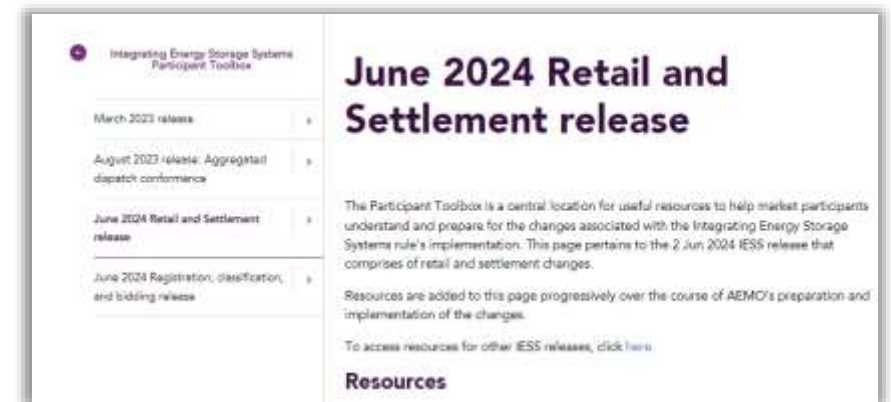 Integrating Energy Storage Systems
Participant Toolbox
March 2023 release
August 2023 release: Aggregated
dispatch conformance
June 2024 Retail and Settlement
release
June 2024 Registration, classification,
and bidding release
June 2024 Retail and
Settlement release
The Participant Toolbox is a central location for useful resources to help market participants
understand and prepare for the changes associated with the Integrating Energy Storage
Systems rule's implementation. This page pertains to the 2 Jun 2024 IESS release that
comprises of retail and settlement changes.
Resources are added to this page progressively over the course of AEMO's preparation and
implementation of the changes.
To access resources for other IESS releases, click here.
Resources